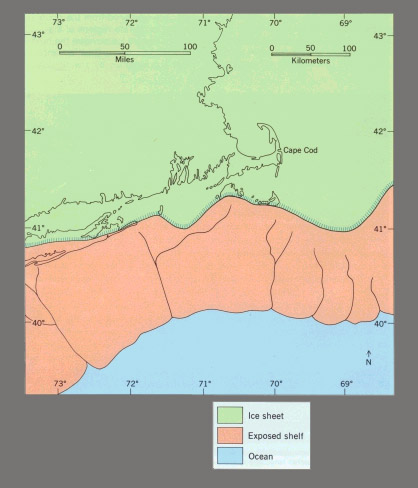 73° 72° 71° 70° 69°
43° 43°
0 50 100
Miles
0 50 100
Kilometers
42° 42°
Cape Cod
41° 41°
40° 40°
N
73° 72° 71° 70° 69°
Ice sheet
Exposed shelf
Ocean